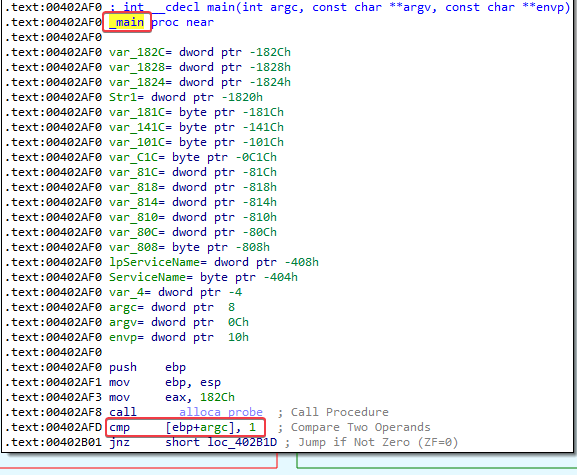 .text:00402AF0 ; int __cdecl main(int argc, const char **argv, const char **envp)
.text:00402AF0 _main proc near
.text:00402AF0
.text:00402AF0 var_182C= dword ptr -182Ch
.text:00402AF0 var_1828= dword ptr -1828h
.text:00402AF0 var_1824= dword ptr -1824h
.text:00402AF0 Str1= dword ptr -1820h
.text:00402AF0 var_181C= byte ptr -181Ch
.text:00402AF0 var_141C= byte ptr -141Ch
.text:00402AF0 var_101C= byte ptr -101Ch
.text:00402AF0 var_C1C= byte ptr -0C1Ch
.text:00402AF0 var_81C= dword ptr -81Ch
.text:00402AF0 var_818= dword ptr -818h
.text:00402AF0 var_814= dword ptr -814h
.text:00402AF0 var_810= dword ptr -810h
.text:00402AF0 var_80C= dword ptr -80Ch
.text:00402AF0 var_808= byte ptr -808h
.text:00402AF0 lpServiceName= dword ptr -408h
.text:00402AF0 ServiceName= byte ptr -404h
.text:00402AF0 var_4= dword ptr -4
.text:00402AF0 argc= dword ptr  8
.text:00402AF0 argv= dword ptr  0Ch
.text:00402AF0 envp= dword ptr  10h
.text:00402AF0
.text:00402AF0 push    ebp
.text:00402AF1 mov     ebp, esp
.text:00402AF3 mov     eax, 182Ch
.text:00402AF8 call    __alloca_probe  ; Call Procedure
.text:00402AFD cmp     [ebp+argc], 1   ; Compare Two Operands
.text:00402B01 jnz     short loc_402B1D ; Jump if Not Zero (ZF=0)